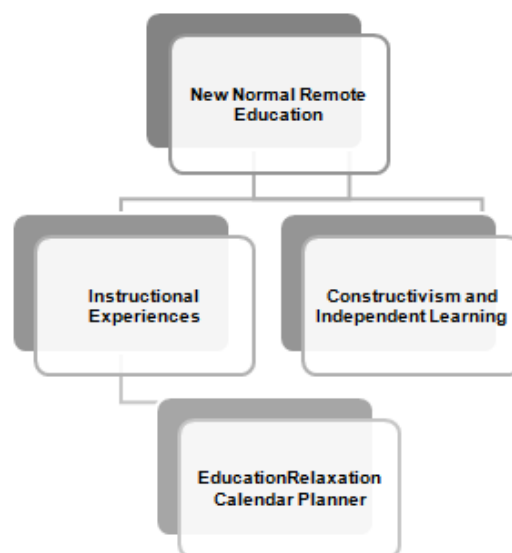 New Normal Remote
Education
Instructional
Experiences
Constructivism and
Independent Learning
EducationRelaxation
Calendar Planner